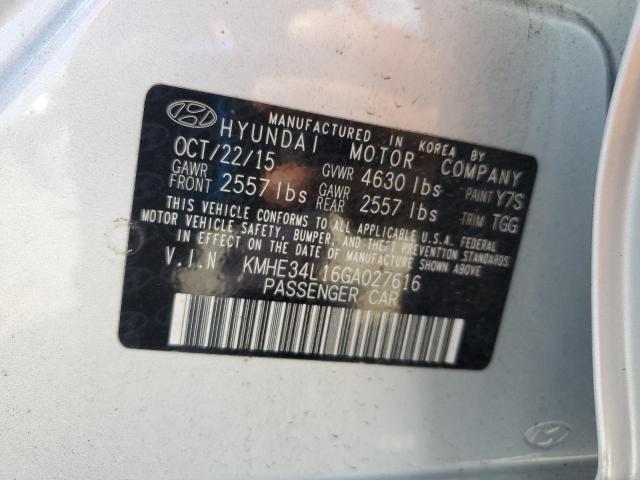 MANUFACTURED IN KOREA BY
HYUNDAI MOTOR COMPANY
OCT/22/15 GVWR 4630 lbs PAINT Y7S
GAWR FRONT 2557 lbs GAWR REAR 2557 lbs TRIM TGG
THIS VEHICLE CONFORMS TO ALL APPLICABLE U.S.A. FEDERAL
MOTOR VEHICLE SAFETY, BUMPER, AND THEFT PREVENTION STANDARDS
IN EFFECT ON THE DATE OF MANUFACTURE SHOWN ABOVE.
V.I.N KMHE34L16GA027616
PASSENGER CAR